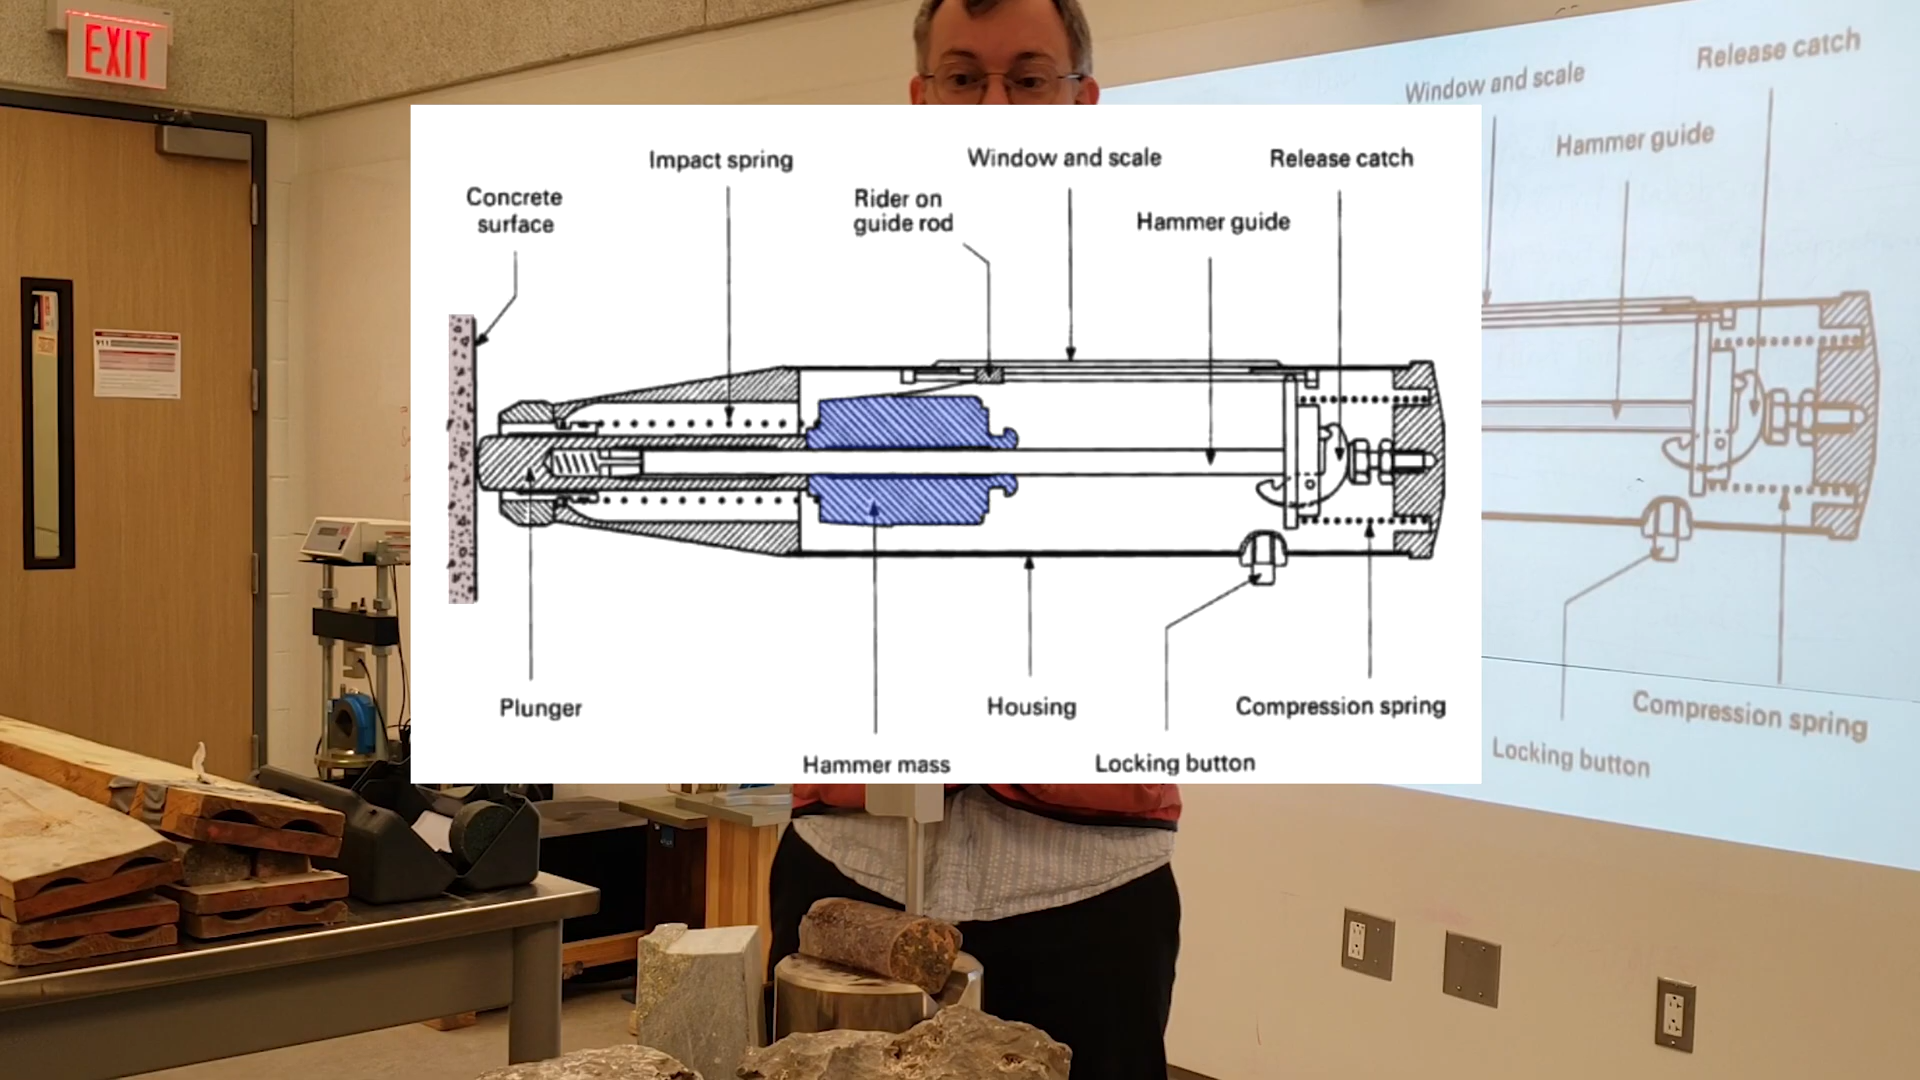 EXIT
911
Impact spring
Window and scale
Release catch
Concrete
surface
Rider on
guide rod
Hammer guide
Plunger
Housing
Compression spring
Hammer mass
Locking button
Release catch
Window and scale
Hammer guide
Compression spring
Locking button